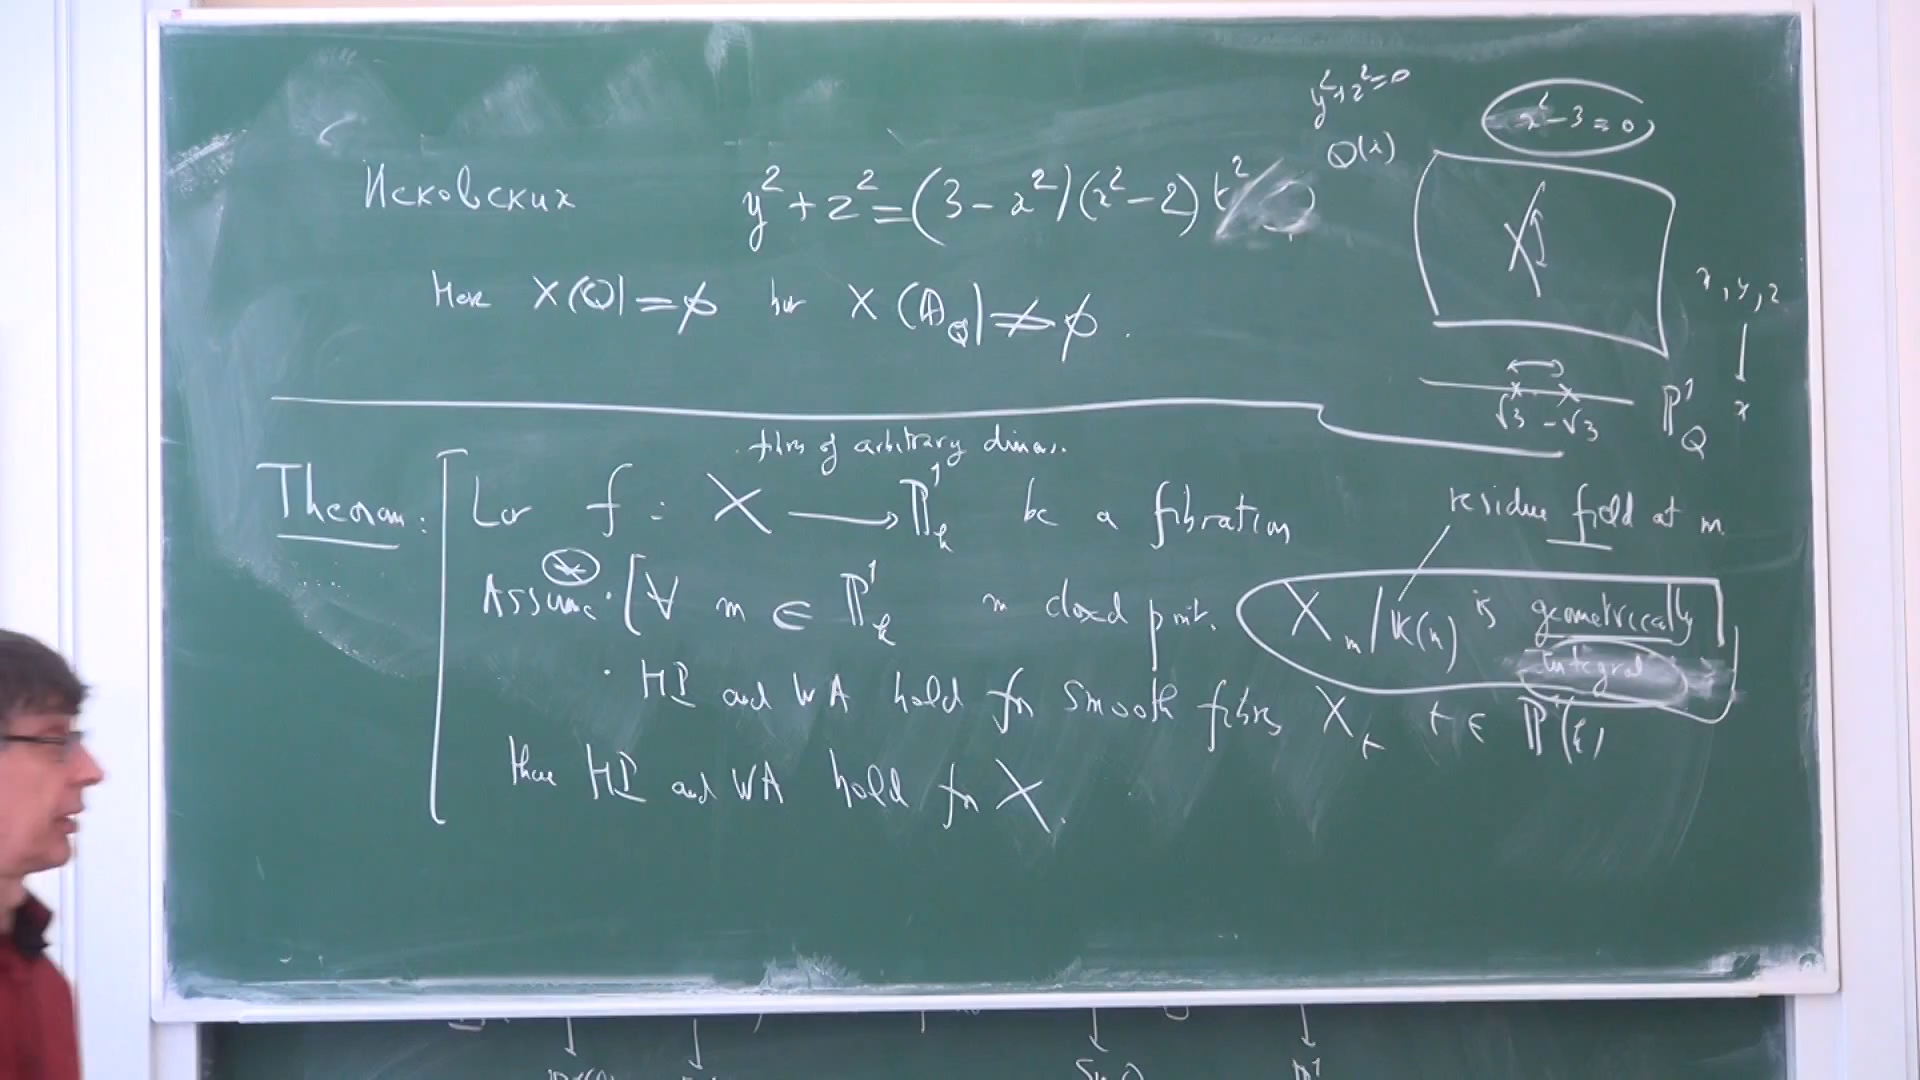 y²+z²=0
x²-3=0
Q(i)
Исковских y²+z²=(3-x²)(x²-2)t²
Here X(Q)=∅ but X(A_Q)≠∅.
x, y, z
√3 -√3
P¹_Q x
fibres of arbitrary dimens.
Theorem: Let f: X → P¹_k be a fibration
residue field at m
Assume ⊛ · [∀ m ∈ P¹_k m closed point. X_m/K(m) is geometrically
integral
· HP and WA hold for smooth fibres X_t t ∈ P¹(k)
then HP and WA hold for X.